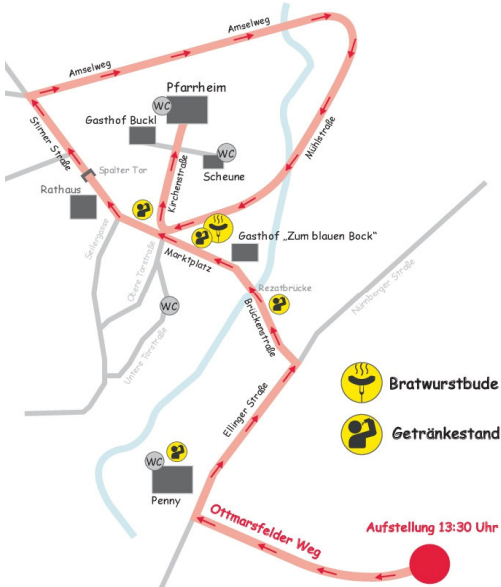 Amselweg
Amselweg
Pfarrheim
WC
Gasthof Buckl
WC
Scheune
Stirner Straße
Mühlstraße
Spalter Tor
Kirchenstraße
Rathaus
Gasthof „Zum blauen Bock“
Seilergasse
Obere Torstraße
Marktplatz
Rezatbrücke
Nürnberger Straße
WC
Brückenstraße
Untere Torstraße
Bratwurstbude
Ellinger Straße
Getränkestand
WC
Penny
Ottmarsfelder Weg
Aufstellung 13:30 Uhr